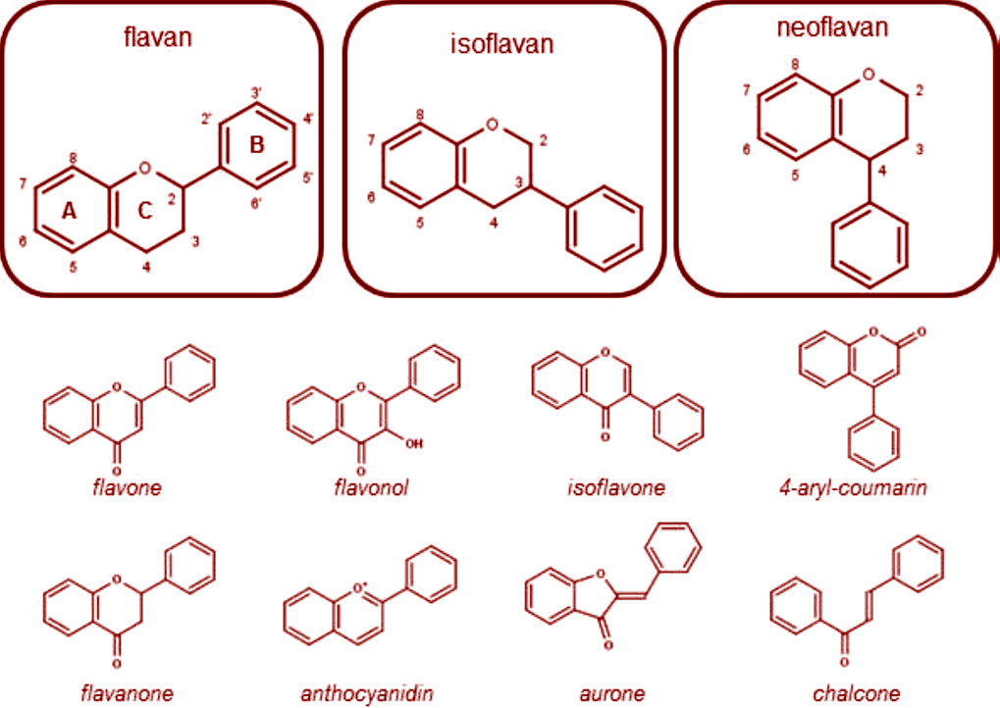 flavan
isoflavan
neoflavan
3'
2'
4'
B
5'
6'
8
O
7
A
C
2
6
3
5
4
8
O
7
2
3
6
5
4
8
O
7
2
6
3
5
4
O
O
flavone
O
O
OH
flavonol
O
O
isoflavone
O
O
4-aryl-coumarin
O
O
flavanone
O+
anthocyanidin
O
O
aurone
O
chalcone